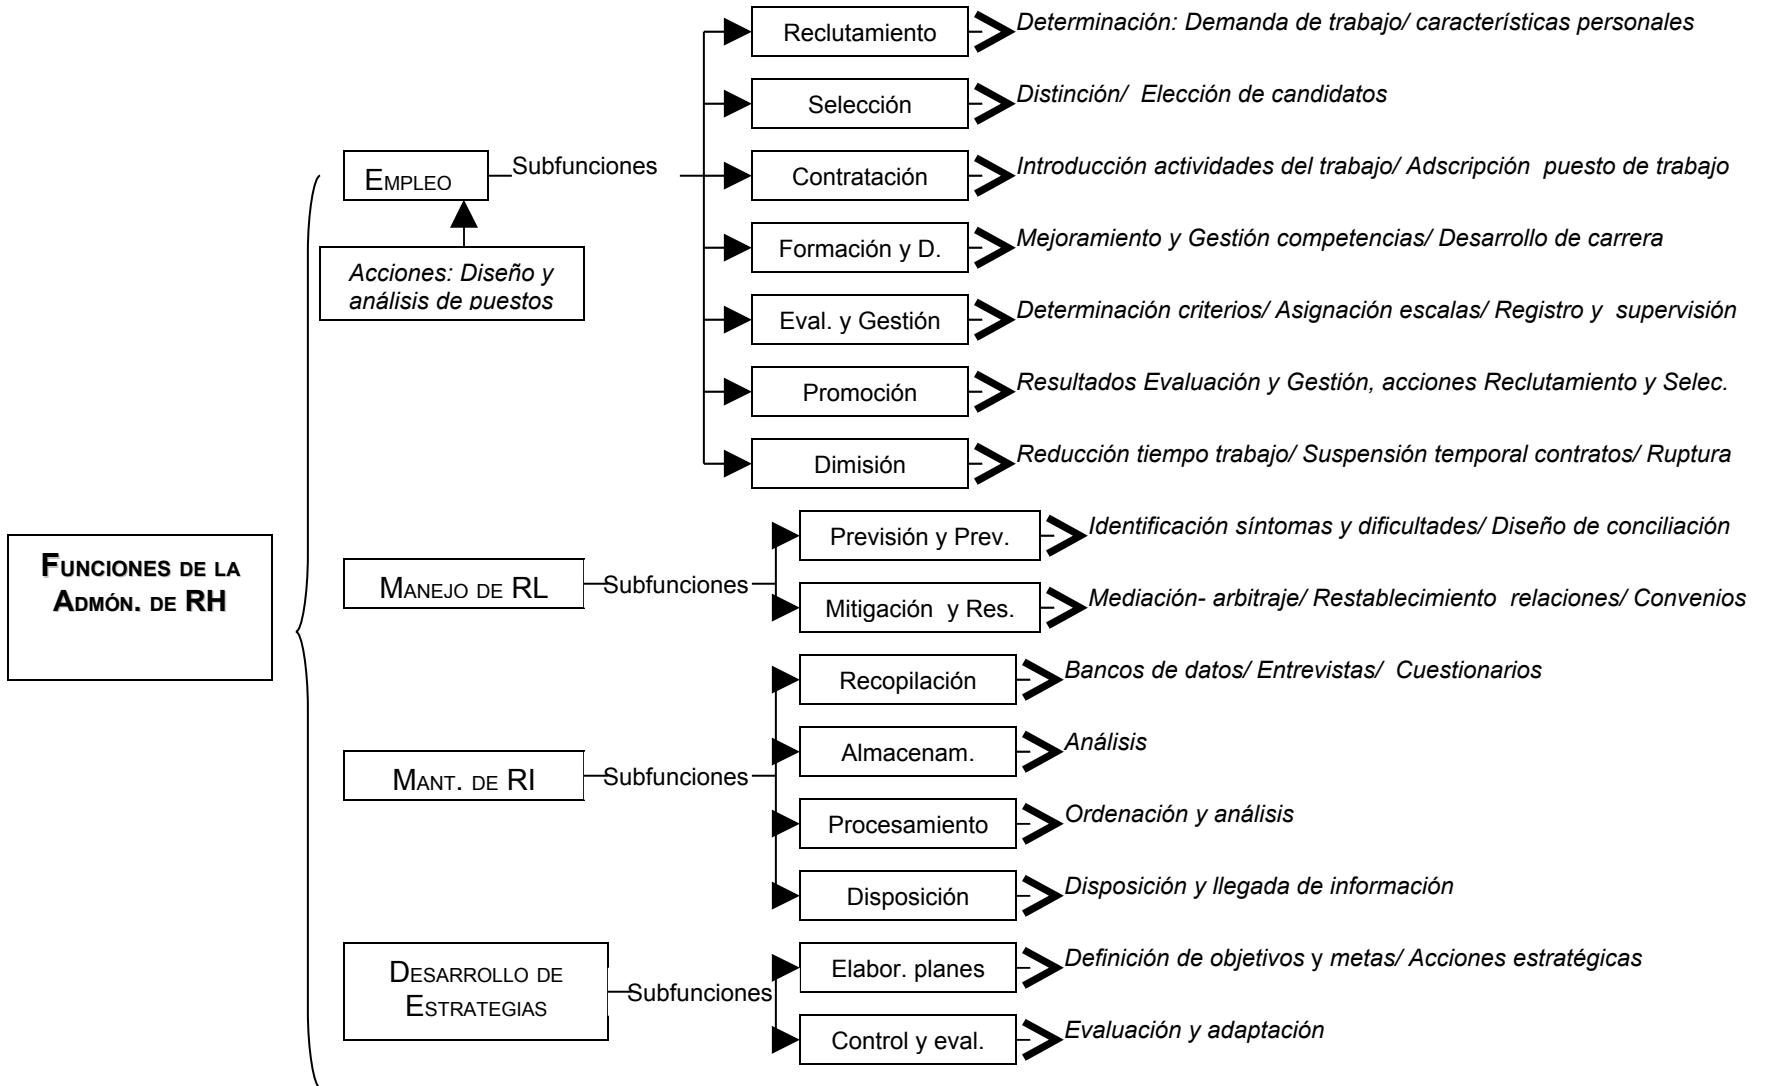 Reclutamiento
Determinación: Demanda de trabajo/ características personales
Selección
Distinción/ Elección de candidatos
EMPLEO
Subfunciones
Contratación
Introducción actividades del trabajo/ Adscripción puesto de trabajo
Acciones: Diseño y
análisis de puestos
Formación y D.
Mejoramiento y Gestión competencias/ Desarrollo de carrera
Eval. y Gestión
Determinación criterios/ Asignación escalas/ Registro y supervisión
Promoción
Resultados Evaluación y Gestión, acciones Reclutamiento y Selec.
Dimisión
Reducción tiempo trabajo/ Suspensión temporal contratos/ Ruptura
FUNCIONES DE LA
ADMÓN. DE RH
MANEJO DE RL
Subfunciones
Previsión y Prev.
Identificación síntomas y dificultades/ Diseño de conciliación
Mitigación y Res.
Mediación- arbitraje/ Restablecimiento relaciones/ Convenios
MANT. DE RI
Subfunciones
Recopilación
Bancos de datos/ Entrevistas/ Cuestionarios
Almacenam.
Análisis
Procesamiento
Ordenación y análisis
Disposición
Disposición y llegada de información
DESARROLLO DE
ESTRATEGIAS
Subfunciones
Elabor. planes
Definición de objetivos y metas/ Acciones estratégicas
Control y eval.
Evaluación y adaptación